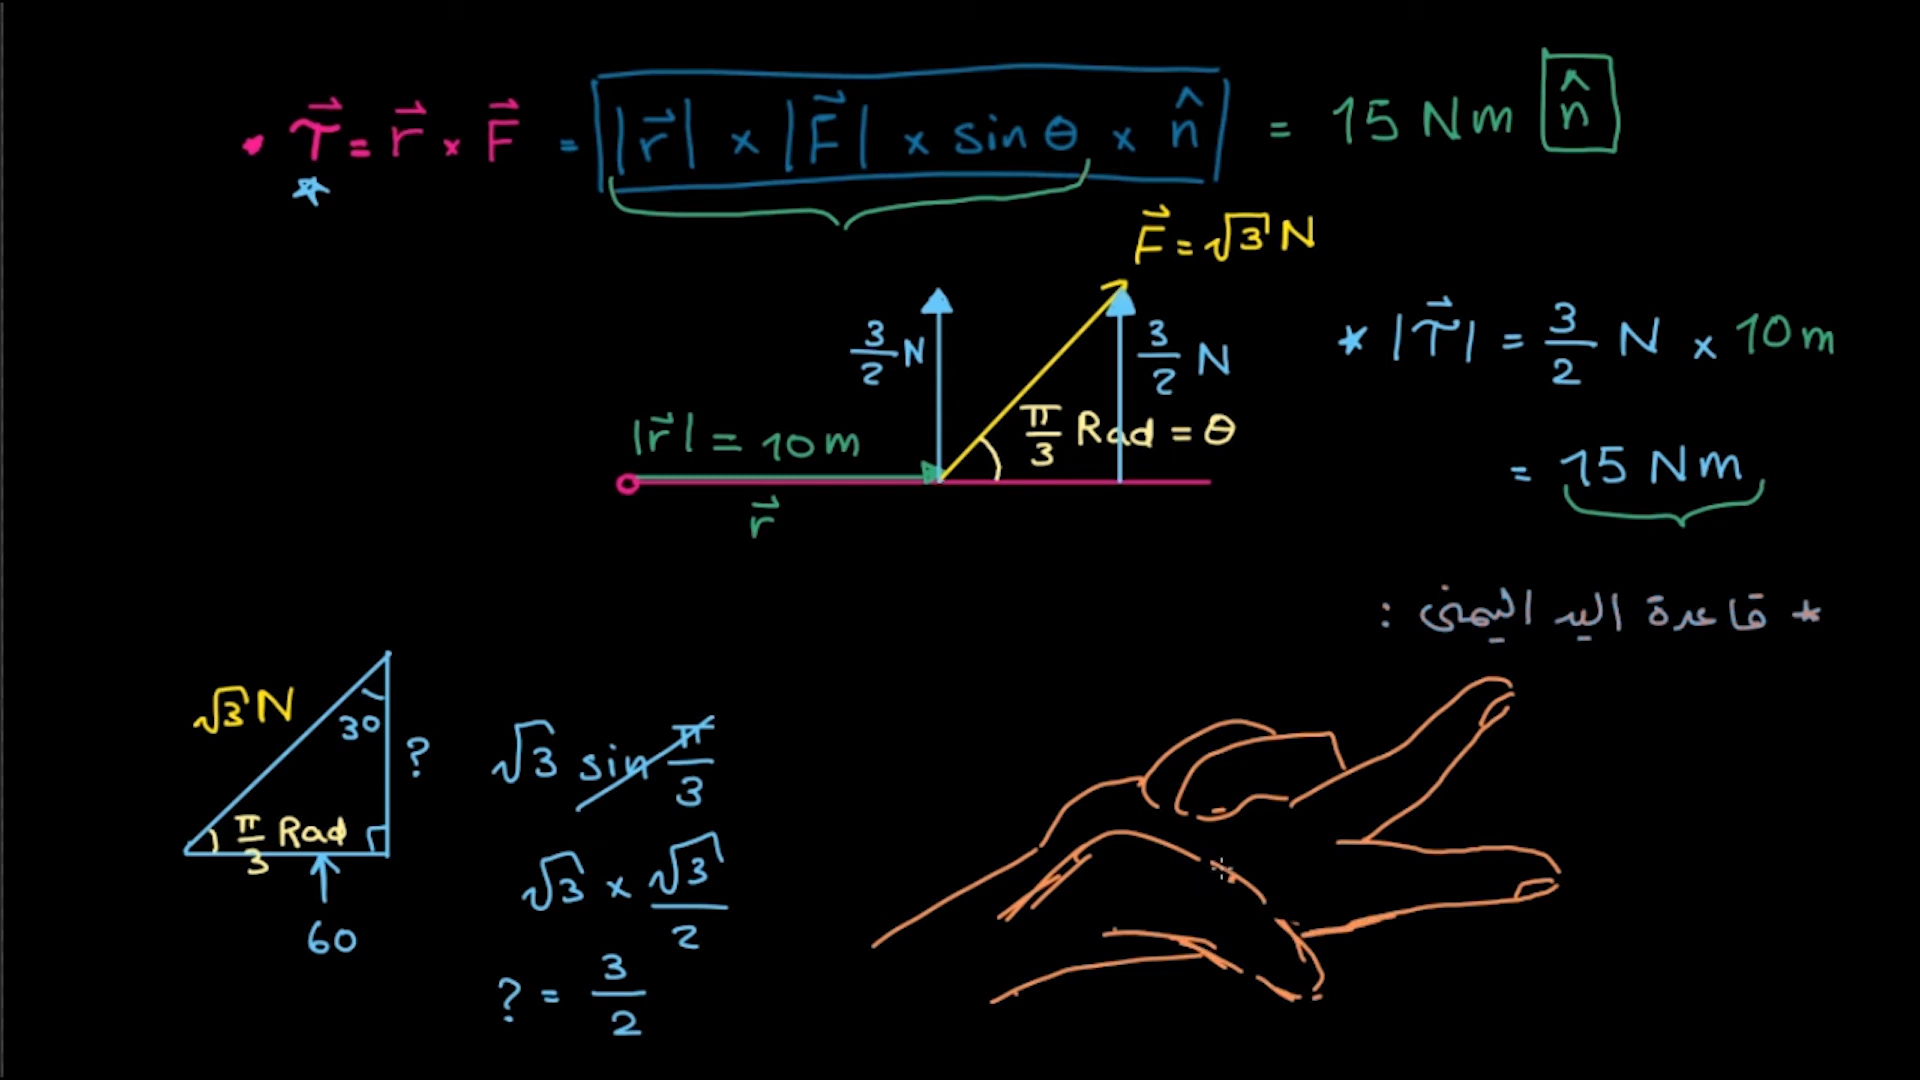 • τ⃗ = r⃗ × F⃗ = |r⃗| × |F⃗| × sin θ × n̂ = 15 Nm n̂
*
F⃗ = √3 N
3/2 N
3/2 N
* |τ⃗| = 3/2 N × 10 m
|r⃗| = 10 m
π/3 Rad = θ
= 15 Nm
r⃗
* قاعدة اليد اليمنى :
√3 N
30
?
√3 sin π/3
π/3 Rad
√3 × √3/2
60
? = 3/2